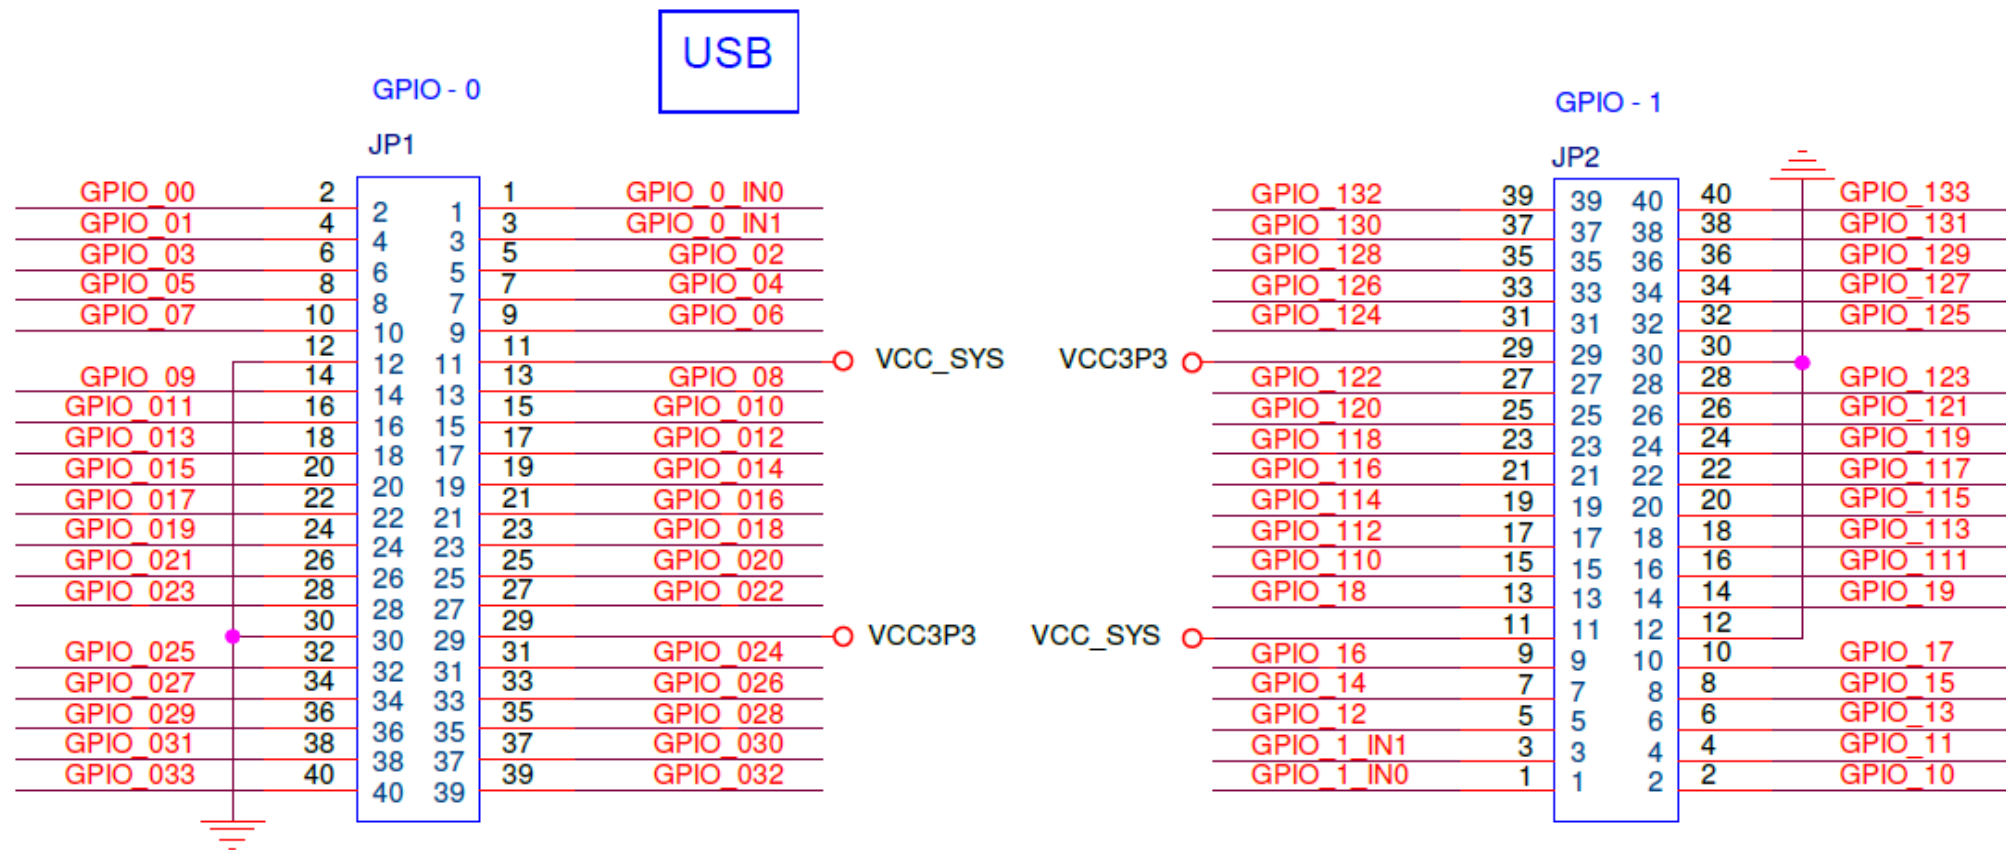 USB
GPIO - 0
JP1
GPIO_00 2 2 1 1 GPIO_0_IN0
GPIO_01 4 4 3 3 GPIO_0_IN1
GPIO_03 6 6 5 5 GPIO_02
GPIO_05 8 8 7 7 GPIO_04
GPIO_07 10 10 9 9 GPIO_06
12 12 11 11 VCC_SYS
GPIO_09 14 14 13 13 GPIO_08
GPIO_011 16 16 15 15 GPIO_010
GPIO_013 18 18 17 17 GPIO_012
GPIO_015 20 20 19 19 GPIO_014
GPIO_017 22 22 21 21 GPIO_016
GPIO_019 24 24 23 23 GPIO_018
GPIO_021 26 26 25 25 GPIO_020
GPIO_023 28 28 27 27 GPIO_022
30 30 29 29 VCC3P3
GPIO_025 32 32 31 31 GPIO_024
GPIO_027 34 34 33 33 GPIO_026
GPIO_029 36 36 35 35 GPIO_028
GPIO_031 38 38 37 37 GPIO_030
GPIO_033 40 40 39 39 GPIO_032
GPIO - 1
JP2
GPIO_132 39 39 40 40 GPIO_133
GPIO_130 37 37 38 38 GPIO_131
GPIO_128 35 35 36 36 GPIO_129
GPIO_126 33 33 34 34 GPIO_127
GPIO_124 31 31 32 32 GPIO_125
VCC3P3 29 29 30 30
GPIO_122 27 27 28 28 GPIO_123
GPIO_120 25 25 26 26 GPIO_121
GPIO_118 23 23 24 24 GPIO_119
GPIO_116 21 21 22 22 GPIO_117
GPIO_114 19 19 20 20 GPIO_115
GPIO_112 17 17 18 18 GPIO_113
GPIO_110 15 15 16 16 GPIO_111
GPIO_18 13 13 14 14 GPIO_19
VCC_SYS 11 11 12 12
GPIO_16 9 9 10 10 GPIO_17
GPIO_14 7 7 8 8 GPIO_15
GPIO_12 5 5 6 6 GPIO_13
GPIO_1_IN1 3 3 4 4 GPIO_11
GPIO_1_IN0 1 1 2 2 GPIO_10